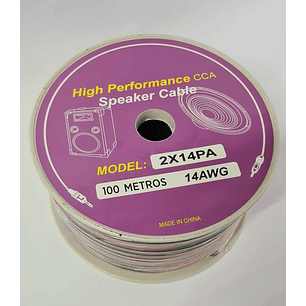 High Performance CCA
Speaker Cable
MODEL: 2X14PA
100 METROS 14AWG
MADE IN CHINA